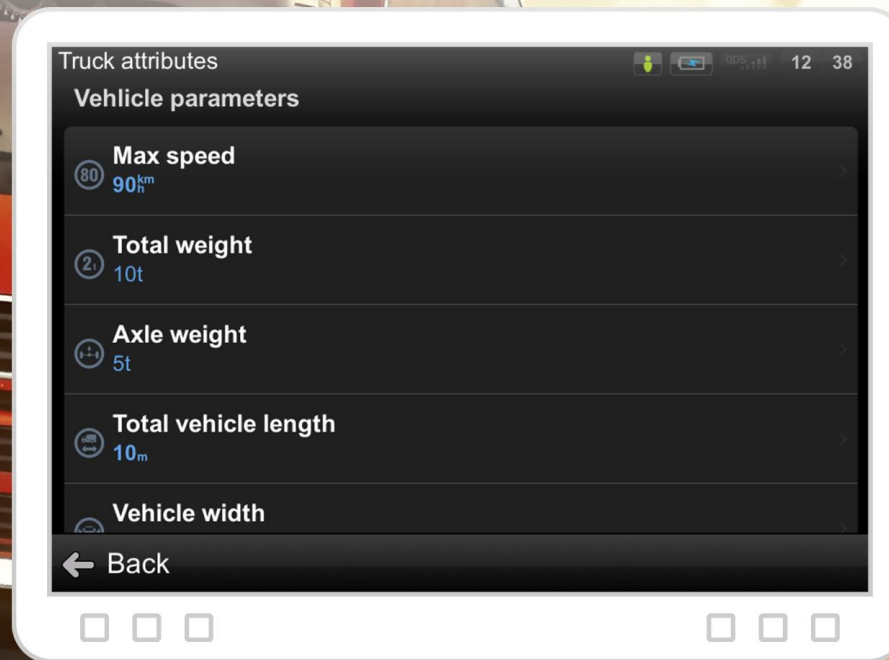 Truck attributes
12 38
Vehlicle parameters
80
Max speed
90km/h
2t
Total weight
10t
Axle weight
5t
Total vehicle length
10m
Vehicle width
Back